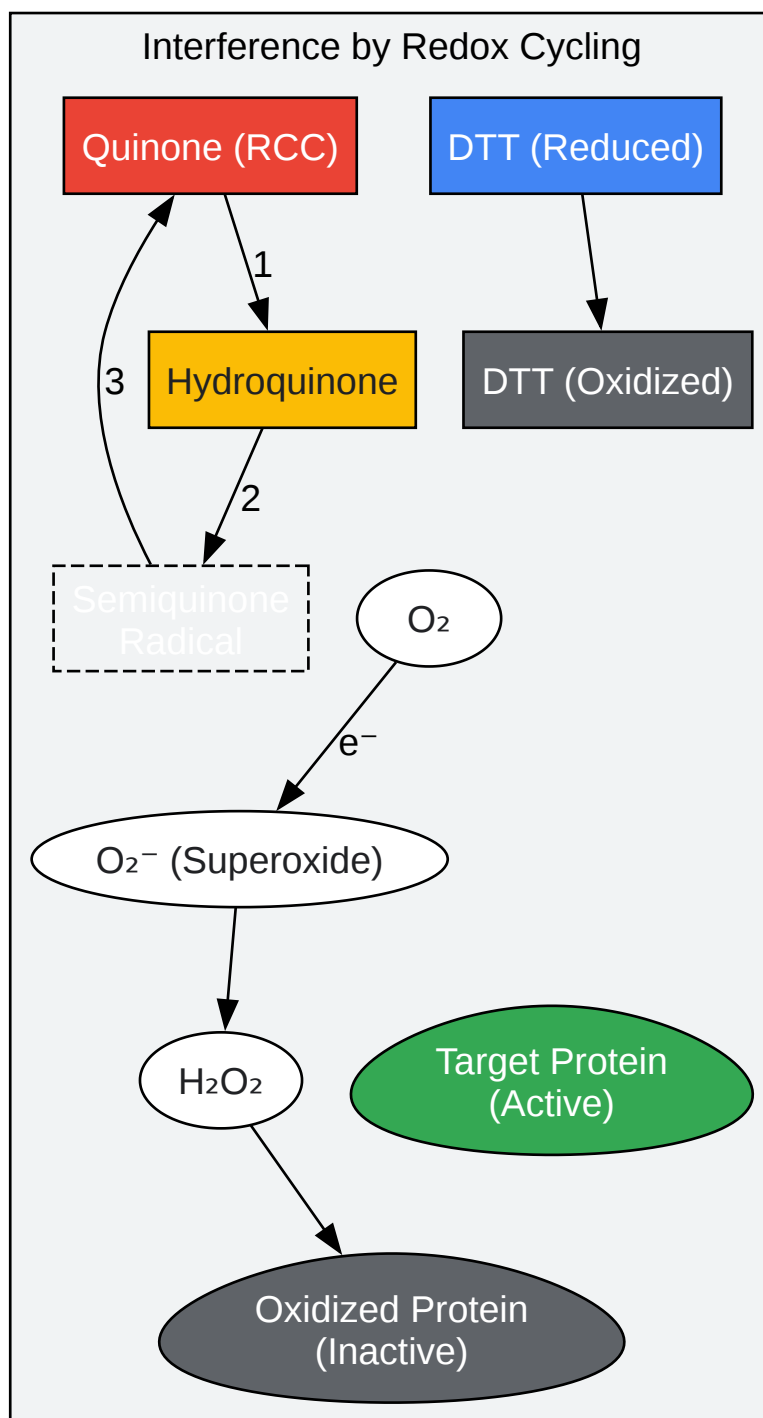 Interference by Redox Cycling
Quinone (RCC)
DTT (Reduced)
1
Hydroquinone
DTT (Oxidized)
3
2
Semiquinone
Radical
O₂
e⁻
O₂⁻ (Superoxide)
H₂O₂
Target Protein
(Active)
Oxidized Protein
(Inactive)